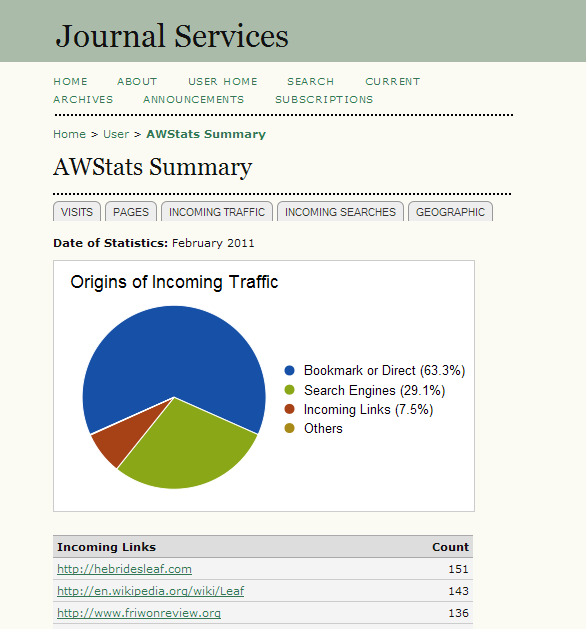 Journal Services
HOME ABOUT USER HOME SEARCH CURRENT
ARCHIVES ANNOUNCEMENTS SUBSCRIPTIONS
Home > User > AWStats Summary
AWStats Summary
VISITS PAGES INCOMING TRAFFIC INCOMING SEARCHES GEOGRAPHIC
Date of Statistics: February 2011
Origins of Incoming Traffic
Bookmark or Direct (63.3%)
Search Engines (29.1%)
Incoming Links (7.5%)
Others
Incoming Links Count
http://hebridesleaf.com 151
http://en.wikipedia.org/wiki/Leaf 143
http://www.friwonreview.org 136